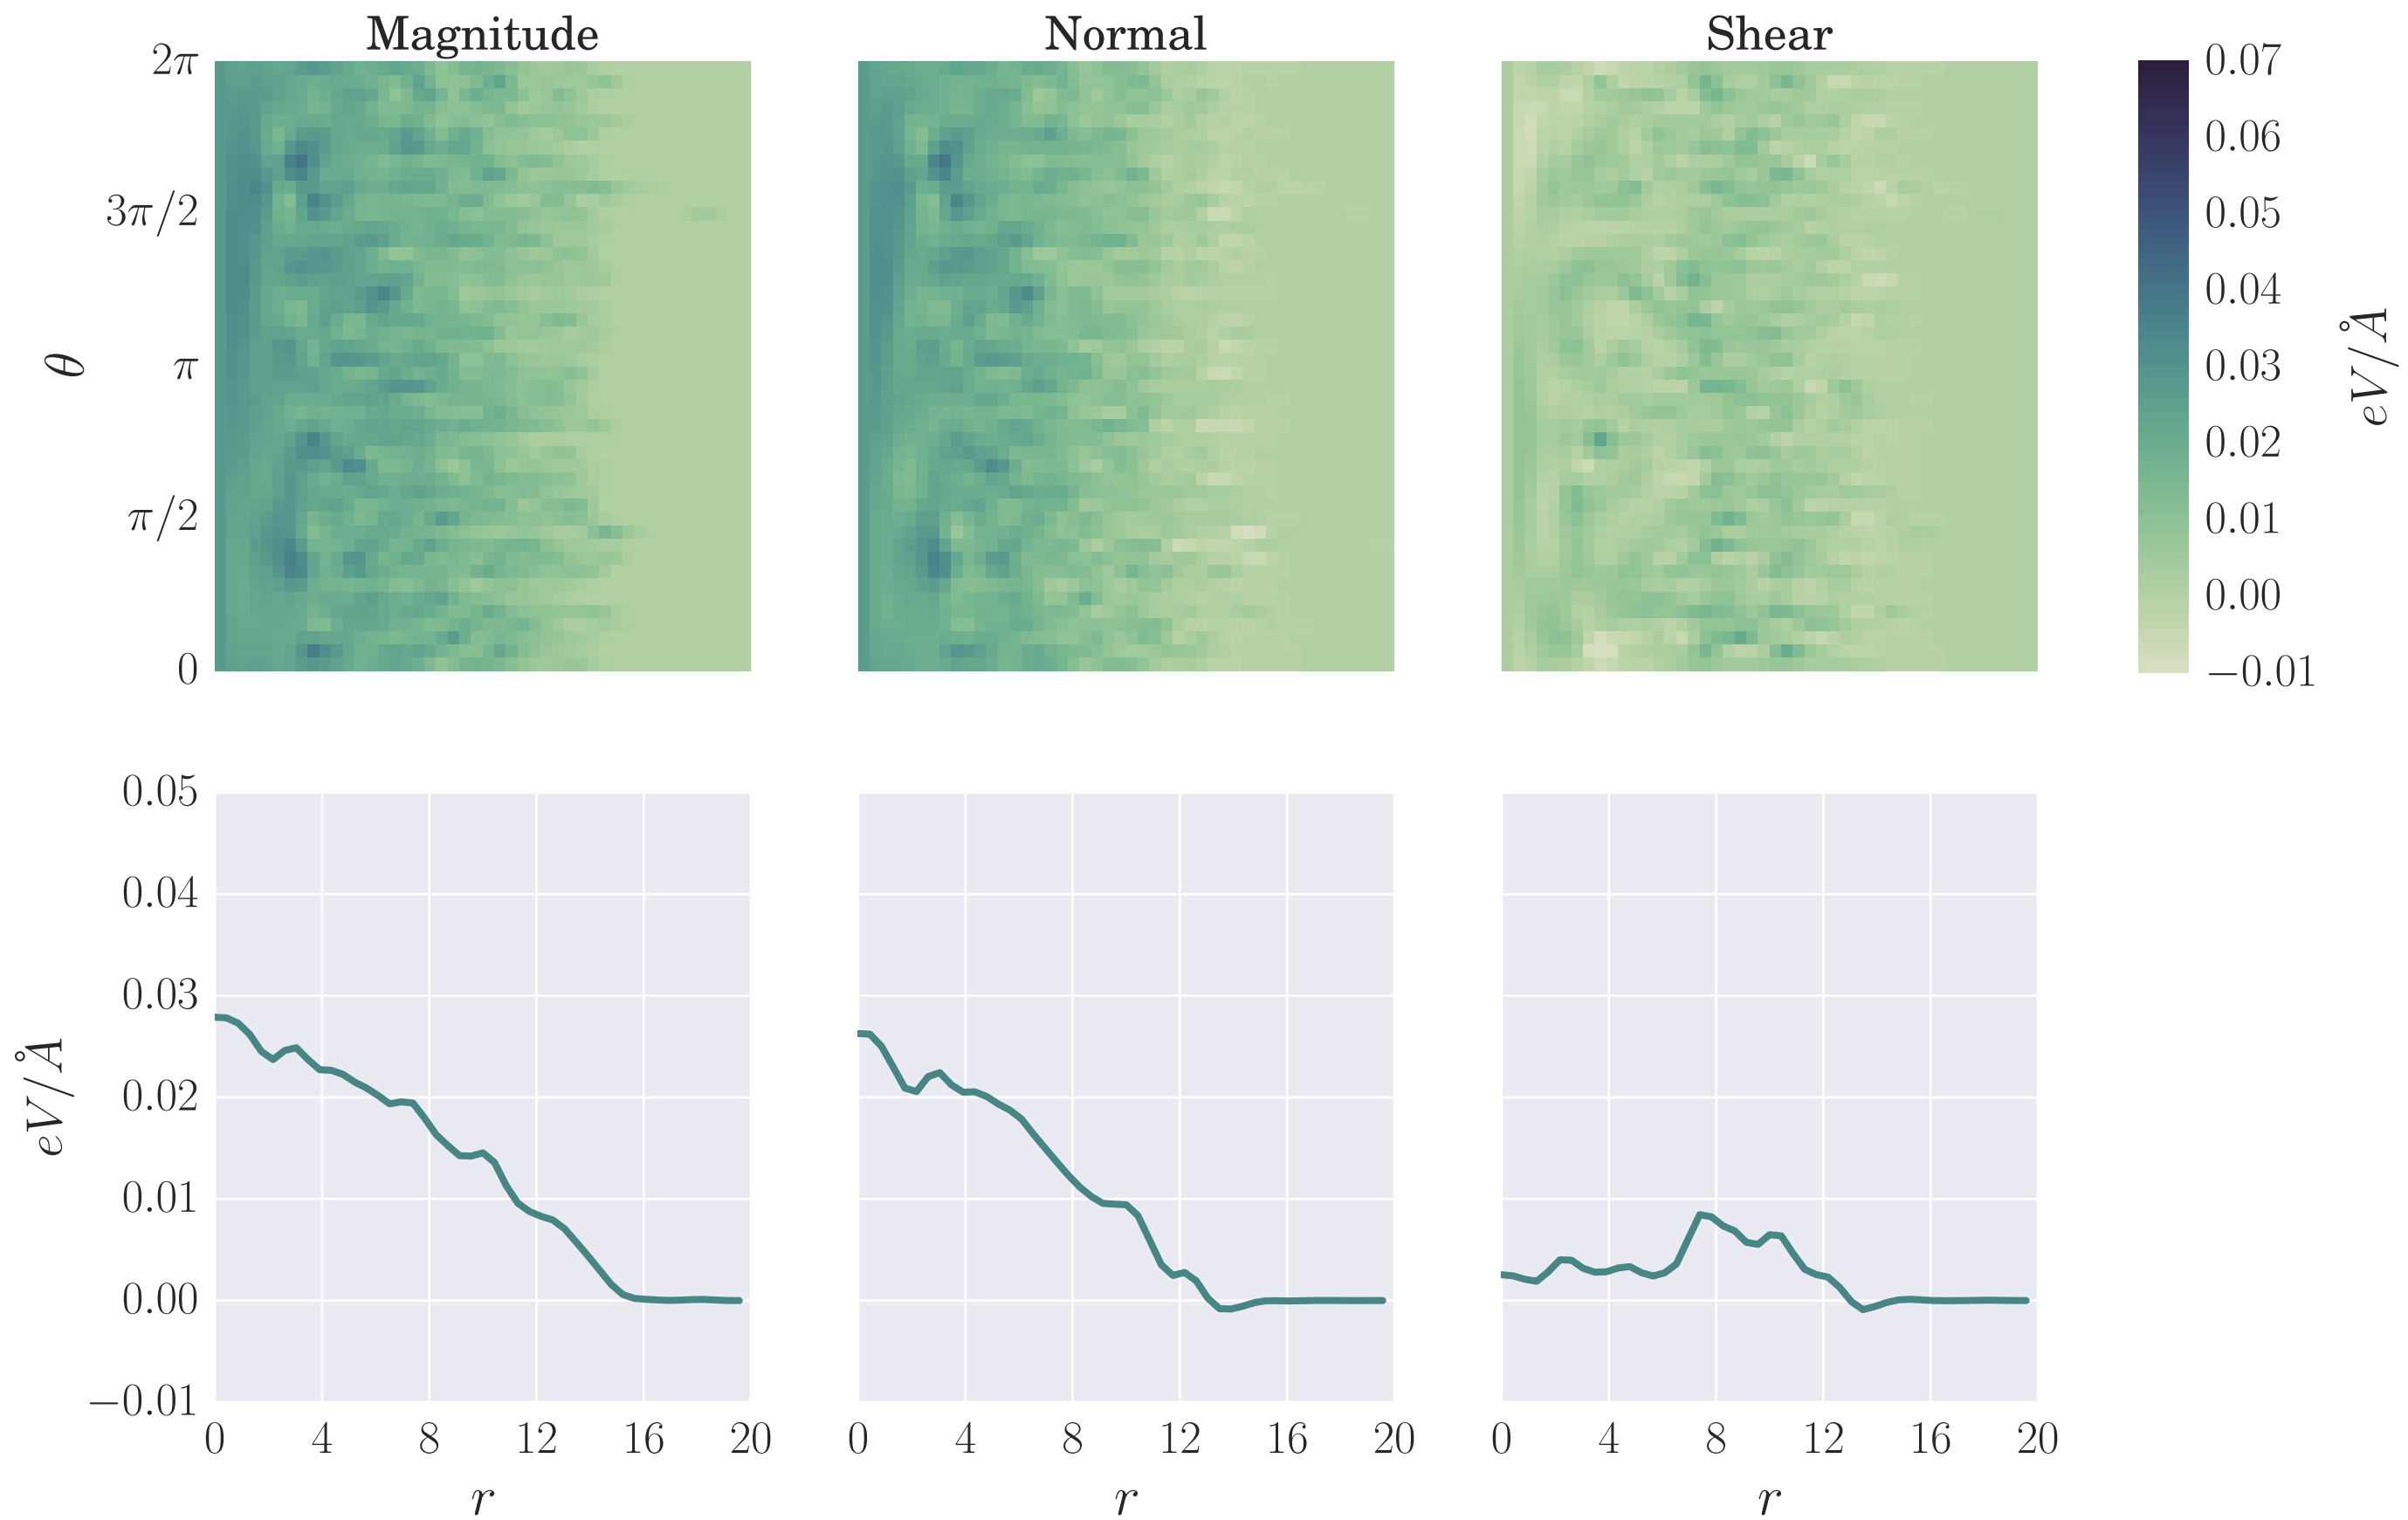 Magnitude Normal Shear
2π
3π/2
π
π/2
0
θ
0.07
0.06
0.05
0.04
0.03
0.02
0.01
0.00
−0.01
eV/Å
0.05
0.04
0.03
0.02
0.01
0.00
−0.01
eV/Å
0 4 8 12 16 20 0 4 8 12 16 20 0 4 8 12 16 20
r r r